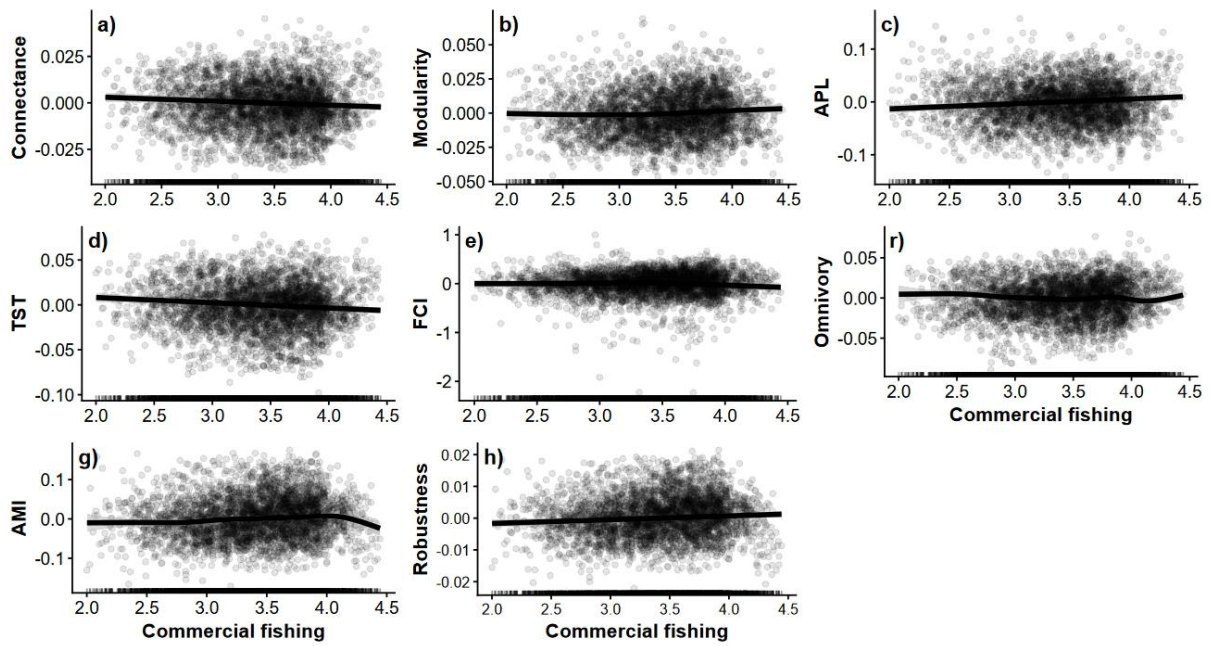 a)
Connectance
0.025
0.000
-0.025
2.0 2.5 3.0 3.5 4.0 4.5
b)
Modularity
0.050
0.025
0.000
-0.025
-0.050
2.0 2.5 3.0 3.5 4.0 4.5
c)
APL
0.1
0.0
-0.1
2.0 2.5 3.0 3.5 4.0 4.5
d)
TST
0.05
0.00
-0.05
-0.10
2.0 2.5 3.0 3.5 4.0 4.5
e)
FCI
1
0
-1
-2
2.0 2.5 3.0 3.5 4.0 4.5
r)
Omnivory
0.05
0.00
-0.05
2.0 2.5 3.0 3.5 4.0 4.5
Commercial fishing
g)
AMI
0.1
0.0
-0.1
2.0 2.5 3.0 3.5 4.0 4.5
Commercial fishing
h)
Robustness
0.02
0.01
0.00
-0.01
-0.02
2.0 2.5 3.0 3.5 4.0 4.5
Commercial fishing